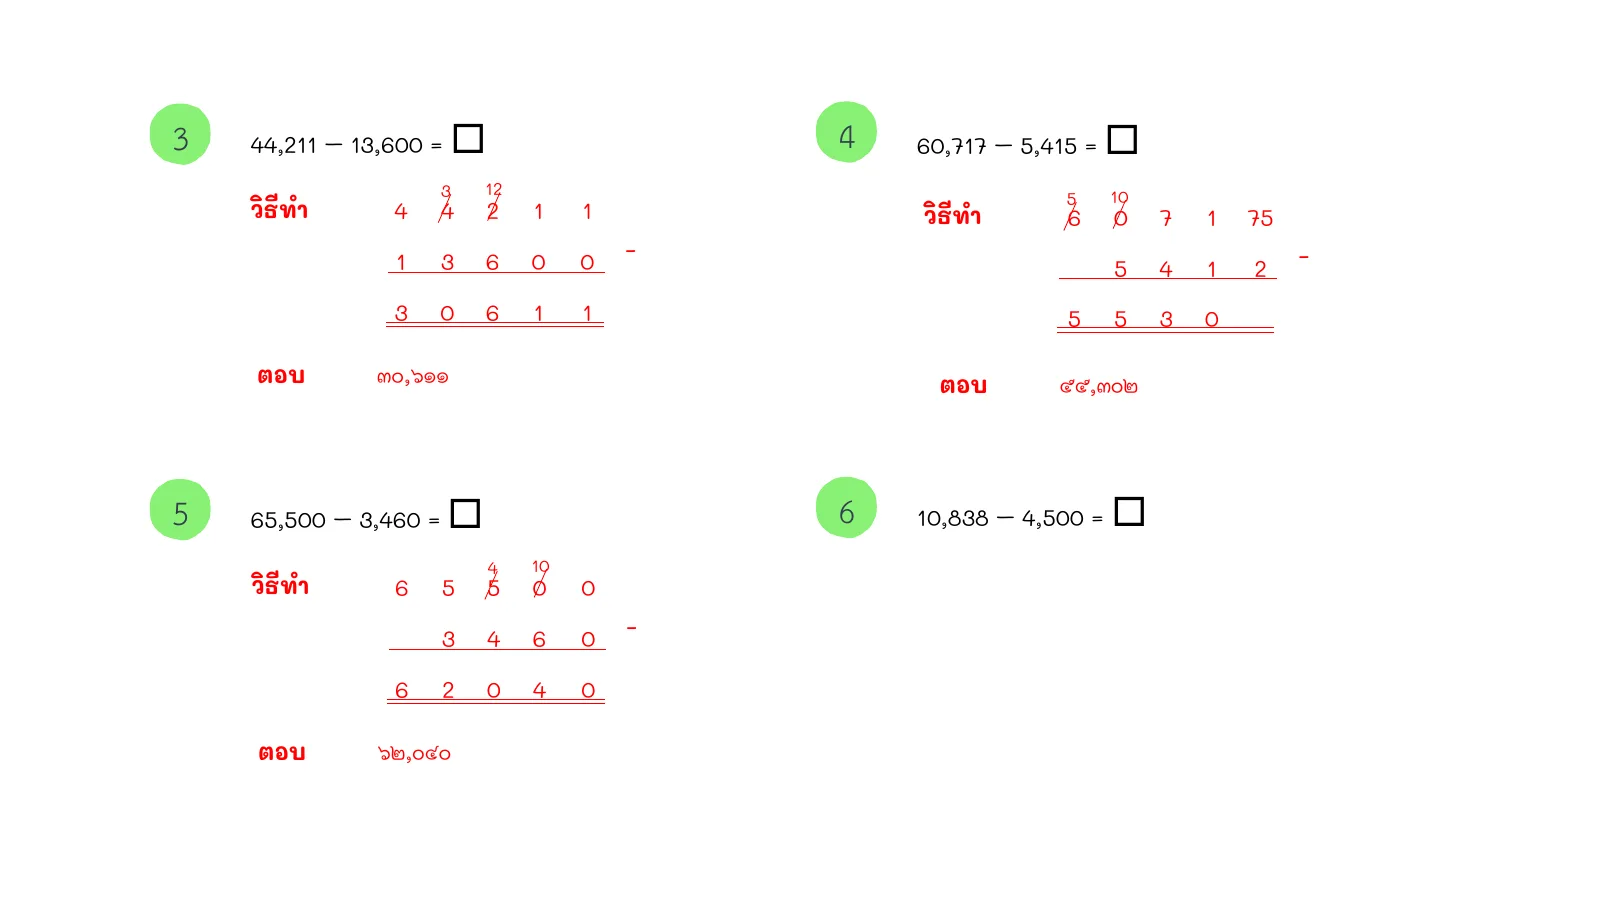 3
44,211 − 13,600 = □
3 12
วิธีทำ 4 4 2 1 1
-
1 3 6 0 0
3 0 6 1 1
ตอบ ๓๐,๖๑๑
4
60,717 − 5,415 = □
5 10
วิธีทำ 6 0 7 1 75
-
5 4 1 2
5 5 3 0
ตอบ ๕๕,๓๐๒
5
65,500 − 3,460 = □
4 10
วิธีทำ 6 5 5 0 0
-
3 4 6 0
6 2 0 4 0
ตอบ ๖๒,๐๔๐
6
10,838 − 4,500 = □